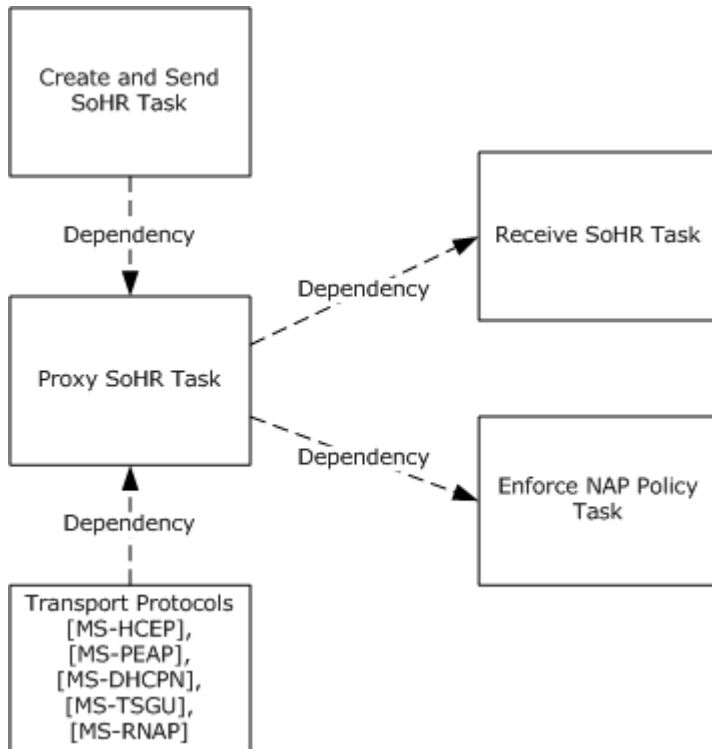 Create and Send
SoHR Task
Dependency
Receive SoHR Task
Dependency
Proxy SoHR Task
Dependency
Enforce NAP Policy
Task
Dependency
Transport Protocols
[MS-HCEP],
[MS-PEAP],
[MS-DHCPN],
[MS-TSGU],
[MS-RNAP]